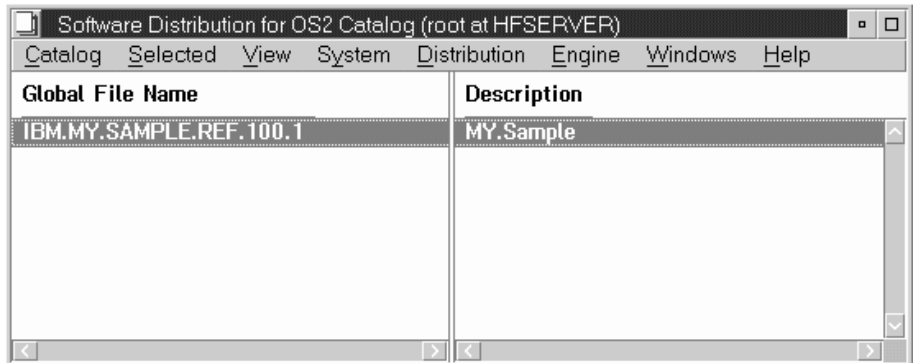 Software Distribution for OS2 Catalog (root at HFSERVER)
Catalog Selected View System Distribution Engine Windows Help
Global File Name Description
IBM.MY.SAMPLE.REF.100.1 MY.Sample